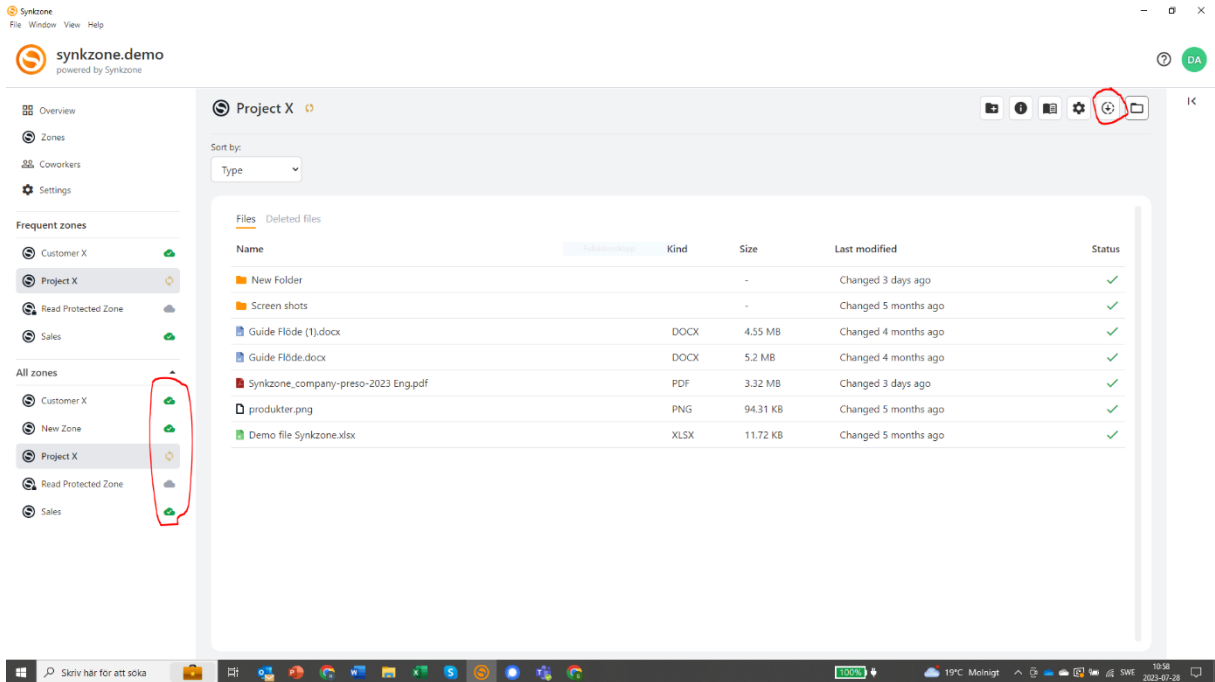 Synkzone
File Window View Help
synkzone.demo
powered by Synkzone
DA
Overview
Zones
Coworkers
Settings
Frequent zones
Customer X
Project X
Read Protected Zone
Sales
All zones
Customer X
New Zone
Project X
Read Protected Zone
Sales
Project X
Sort by:
Type
Files Deleted files
Name Kind Size Last modified Status
New Folder - Changed 3 days ago
Screen shots - Changed 5 months ago
Guide Flöde (1).docx DOCX 4.55 MB Changed 4 months ago
Guide Flöde.docx DOCX 5.2 MB Changed 4 months ago
Synkzone_company-preso-2023 Eng.pdf PDF 3.32 MB Changed 3 days ago
produkter.png PNG 94.31 KB Changed 5 months ago
Demo file Synkzone.xlsx XLSX 11.72 KB Changed 5 months ago
Skriv här för att söka
100%
19°C Molnigt
SWE
10:58
2023-07-28